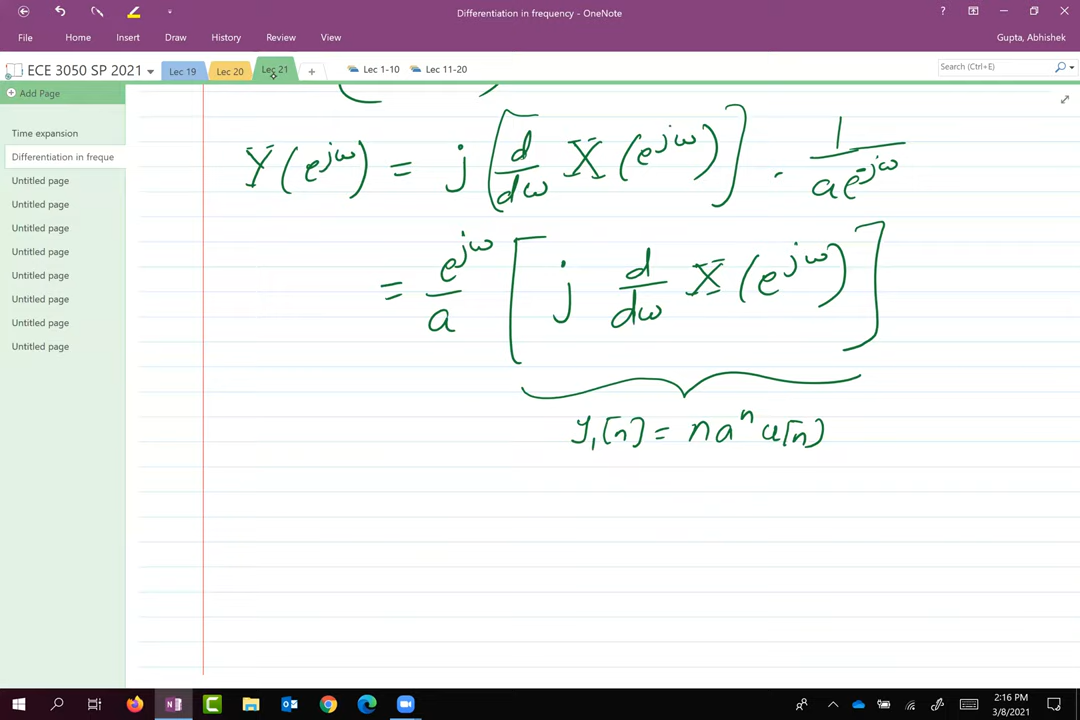 Differentiation in frequency - OneNote
?
File Home Insert Draw History Review View
Gupta, Abhishek
ECE 3050 SP 2021
Lec 19 Lec 20 Lec 21 + Lec 1-10 Lec 11-20
Search (Ctrl+E)
Add Page
Time expansion
Differentiation in freque
Untitled page
Untitled page
Untitled page
Untitled page
Untitled page
Untitled page
Untitled page
Untitled page
Y(e^{jω}) = j [d/dω X(e^{jω})] · 1/(ae^{-jω})
= e^{jω}/a [j d/dω X(e^{jω})]
y₁[n] = na^n u[n]
2:16 PM
3/8/2021